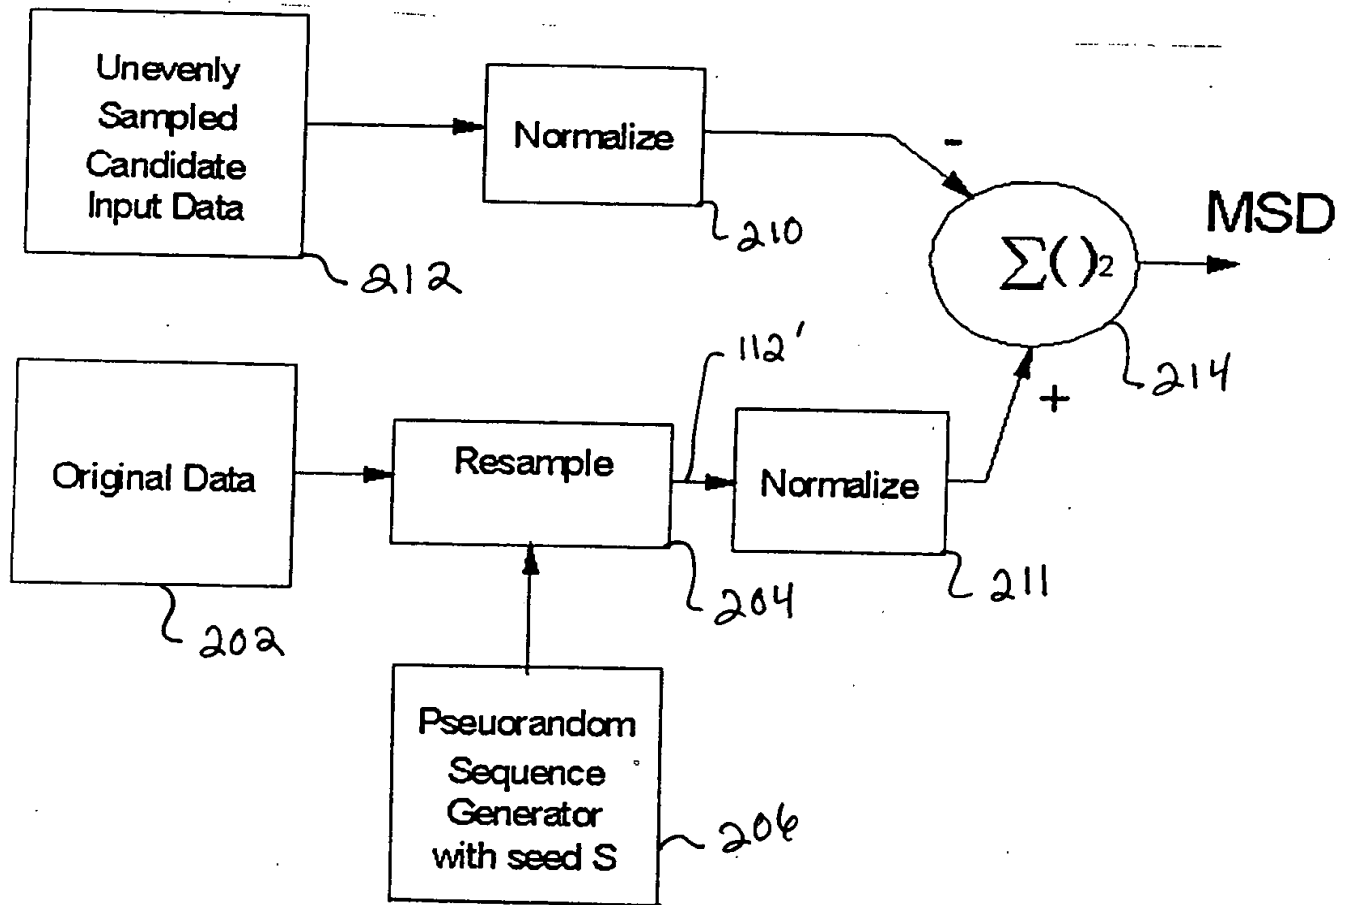 Unevenly
Sampled
Candidate
Input Data
212
Normalize
210
-
MSD
∑( )2
214
+
Original Data
202
Resample
204
112'
Normalize
211
Pseuorandom
Sequence
Generator
with seed S
206